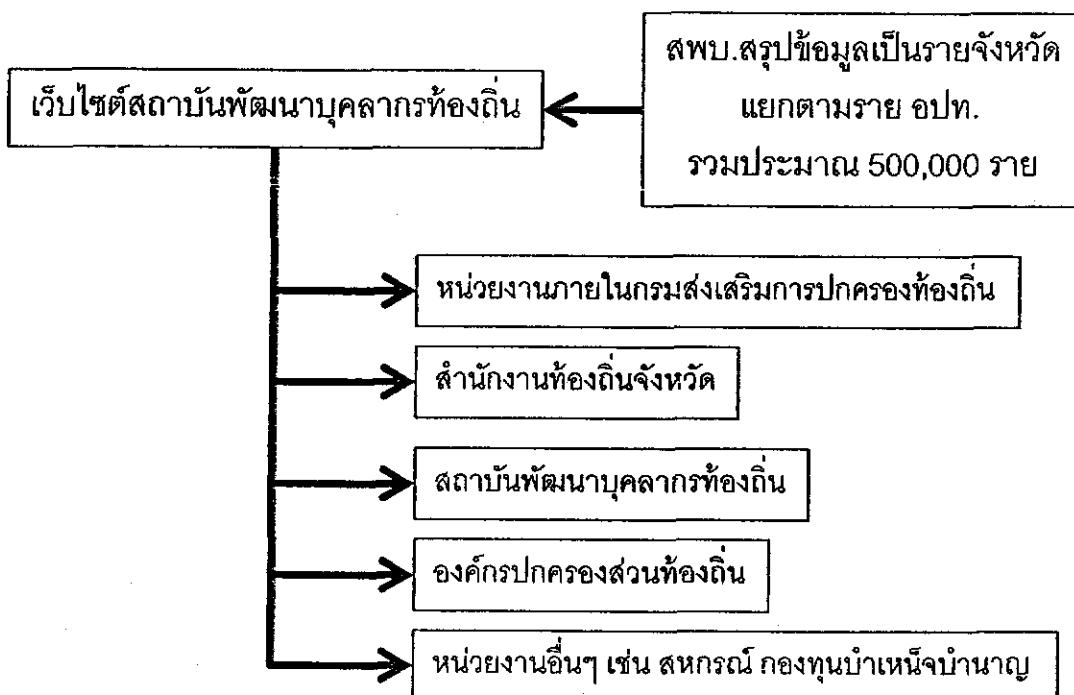 สพบ.สรุปข้อมูลเป็นรายจังหวัด
แยกตามราย อปท.
รวมประมาณ 500,000 ราย
เว็บไซต์สถาบันพัฒนาบุคลากรท้องถิ่น
หน่วยงานภายในกรมส่งเสริมการปกครองท้องถิ่น
สำนักงานท้องถิ่นจังหวัด
สถาบันพัฒนาบุคลากรท้องถิ่น
องค์กรปกครองส่วนท้องถิ่น
หน่วยงานอื่นๆ เช่น สหกรณ์ กองทุนบำเหน็จบำนาญ